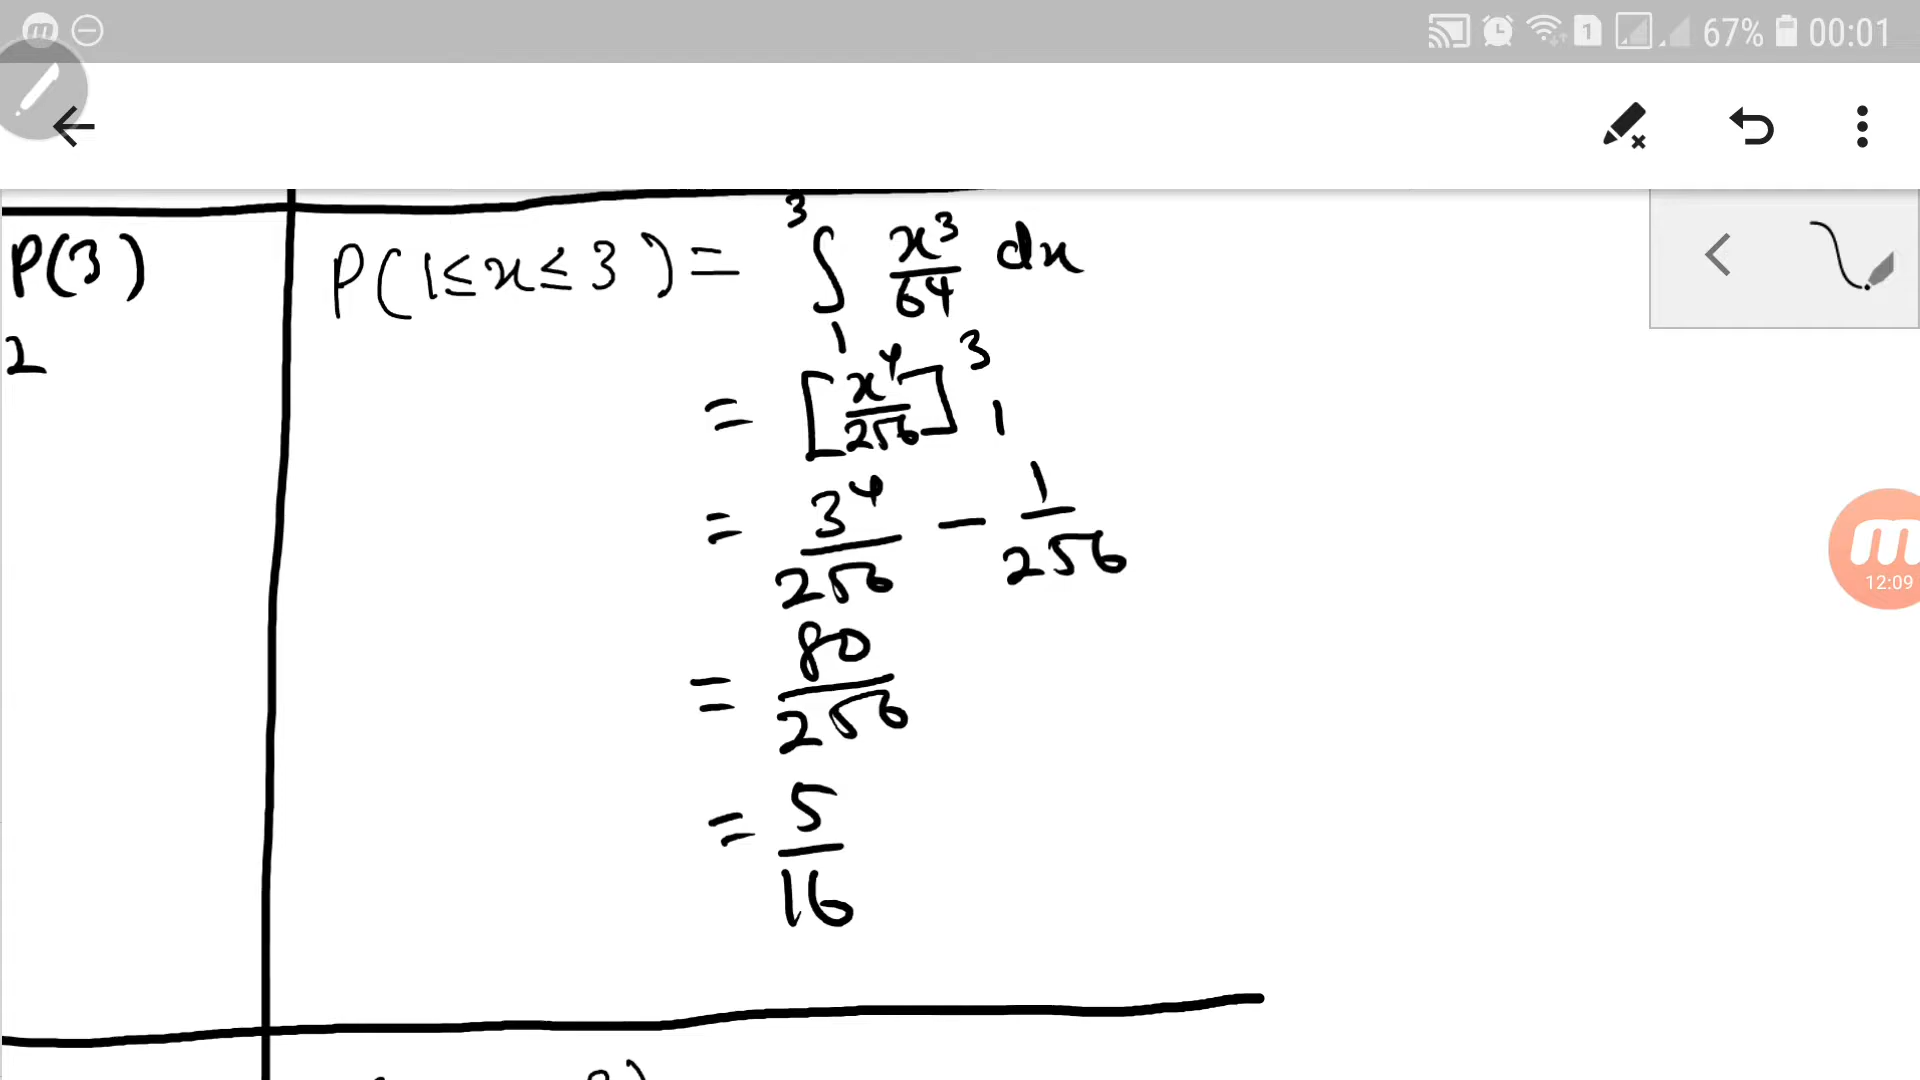 67% 00:01
P(3)
2
P(1≤x≤3) = ∫₁³ x³/64 dx
= [x⁴/256]³₁
= 3⁴/256 − 1/256
= 80/256
= 5/16
m
12:09